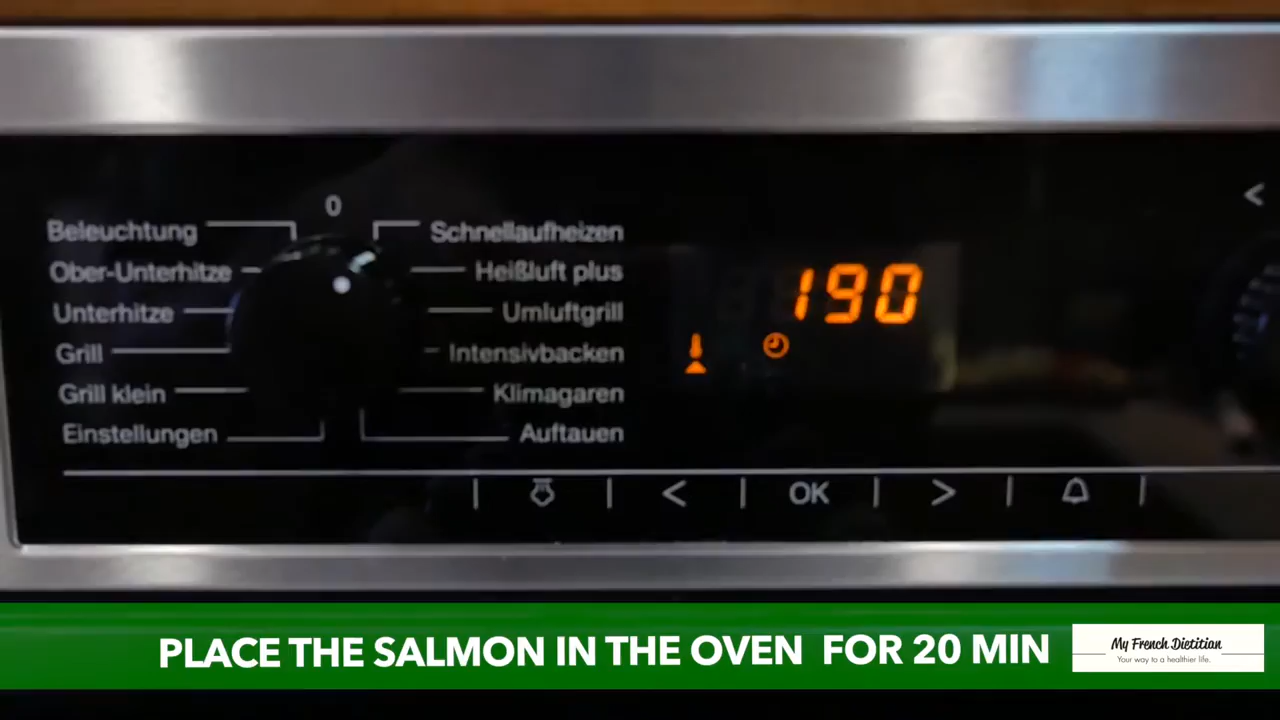 0
Beleuchtung
Ober-Unterhitze
Unterhitze
Grill
Grill klein
Einstellungen
Schnellaufheizen
Heißluft plus
Umluftgrill
Intensivbacken
Klimagaren
Auftauen
190
<
< OK >
PLACE THE SALMON IN THE OVEN FOR 20 MIN
My French Dietitian
Your way to a healthier life.